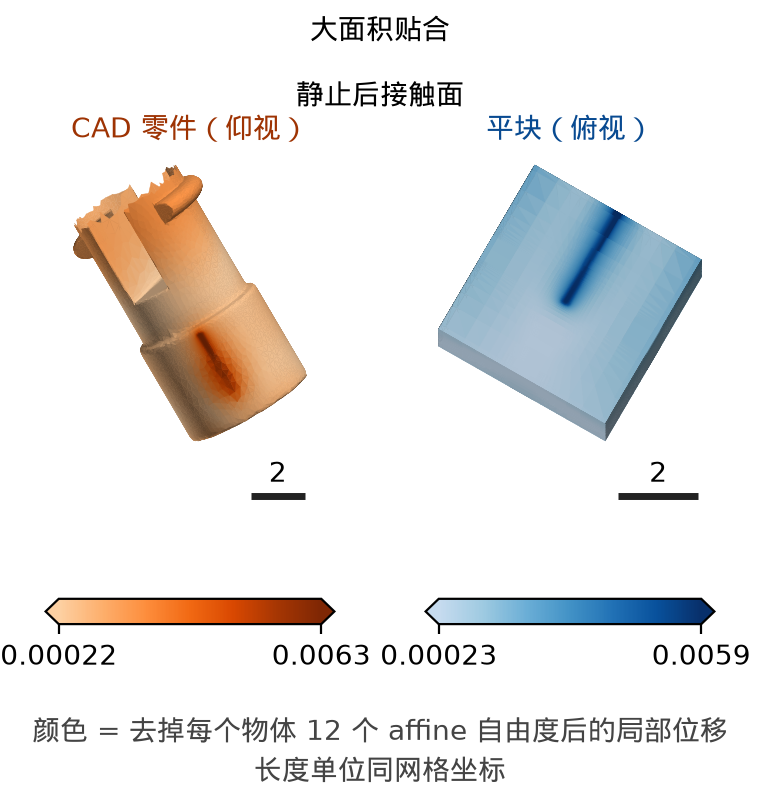 大面积贴合
静止后接触面
CAD 零件（仰视）
平块（俯视）
2
2
0.00022
0.0063
0.00023
0.0059
颜色 = 去掉每个物体 12 个 affine 自由度后的局部位移
长度单位同网格坐标